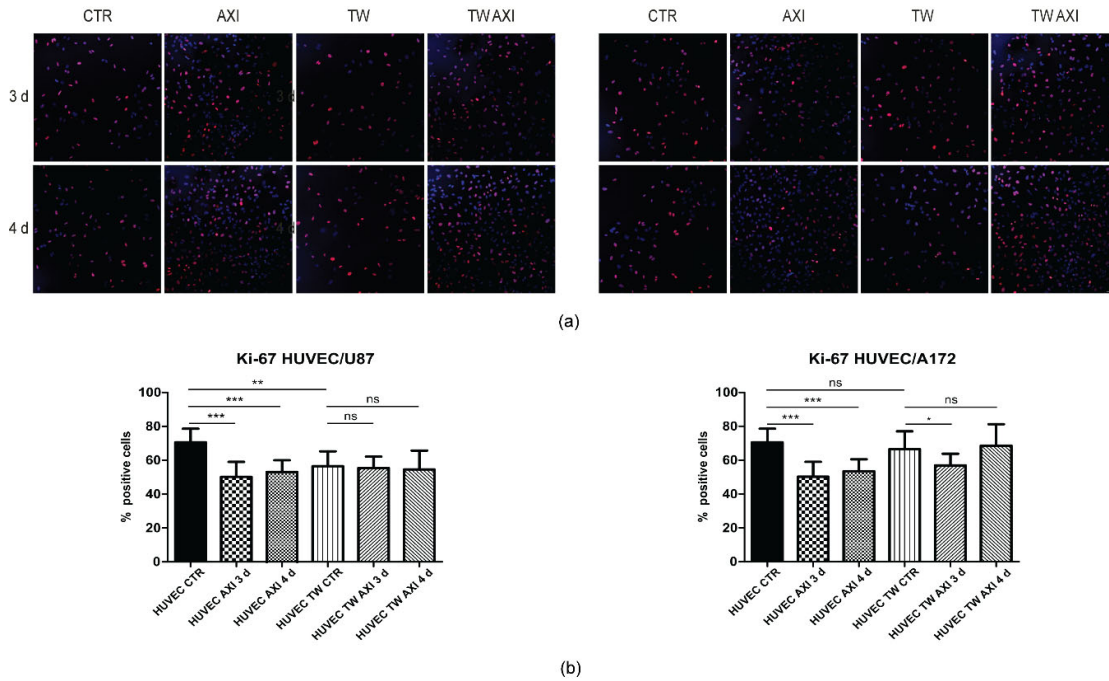 CTR AXI TW TW AXI CTR AXI TW TW AXI
3 d 3 d
4 d 4 d
(a)
Ki-67 HUVEC/U87
% positive cells
100
80
60
40
20
0
**
***
***
ns
ns
HUVEC CTR
HUVEC AXI 3 d
HUVEC AXI 4 d
HUVEC TW CTR
HUVEC TW AXI 3 d
HUVEC TW AXI 4 d
Ki-67 HUVEC/A172
% positive cells
100
80
60
40
20
0
ns
***
***
ns
*
HUVEC CTR
HUVEC AXI 3 d
HUVEC AXI 4 d
HUVEC TW CTR
HUVEC TW AXI 3 d
HUVEC TW AXI 4 d
(b)